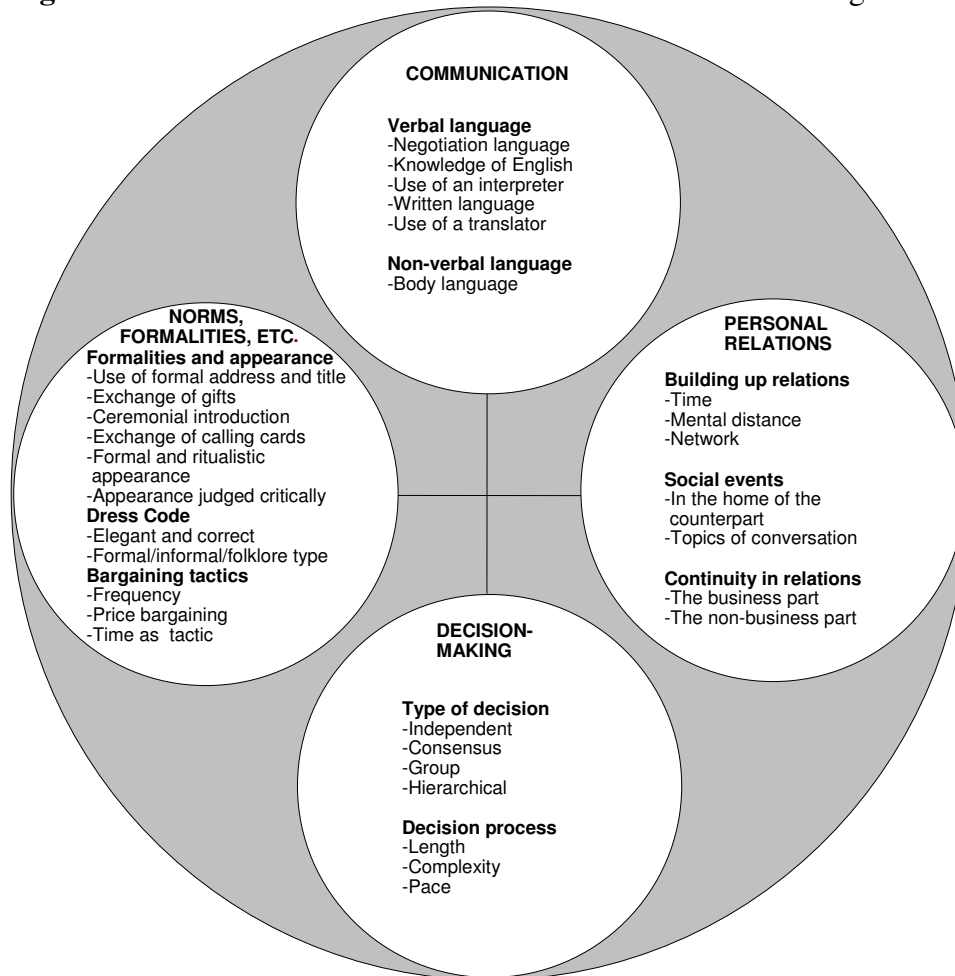 COMMUNICATION
Verbal language
-Negotiation language
-Knowledge of English
-Use of an interpreter
-Written language
-Use of a translator
Non-verbal language
-Body language
NORMS,
FORMALITIES, ETC.
Formalities and appearance
-Use of formal address and title
-Exchange of gifts
-Ceremonial introduction
-Exchange of calling cards
-Formal and ritualistic
appearance
-Appearance judged critically
Dress Code
-Elegant and correct
-Formal/informal/folklore type
Bargaining tactics
-Frequency
-Price bargaining
-Time as tactic
PERSONAL
RELATIONS
Building up relations
-Time
-Mental distance
-Network
Social events
-In the home of the
counterpart
-Topics of conversation
Continuity in relations
-The business part
-The non-business part
DECISION-
MAKING
Type of decision
-Independent
-Consensus
-Group
-Hierarchical
Decision process
-Length
-Complexity
-Pace